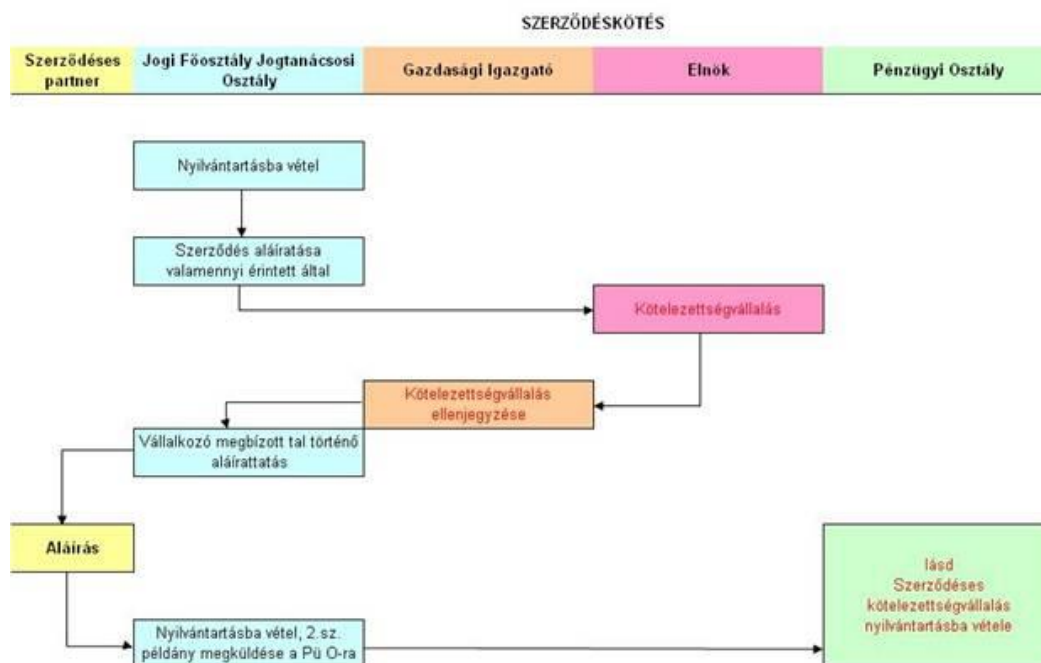 SZERZŐDÉSKÖTÉS
Szerződéses
partner
Jogi Főosztály Jogtanácsosi
Osztály
Gazdasági Igazgató
Elnök
Pénzügyi Osztály
Nyilvántartásba vétel
Szerződés aláíratása
valamennyi érintett által
Kötelezettségvállalás
Kötelezettségvállalás
ellenjegyzése
Vállalkozó megbízott tal történő
aláírattatás
Aláírás
lásd
Szerződéses
kötelezettségvállalás
nyilvántartásba vétele
Nyilvántartásba vétel, 2.sz.
példány megküldése a Pü O-ra